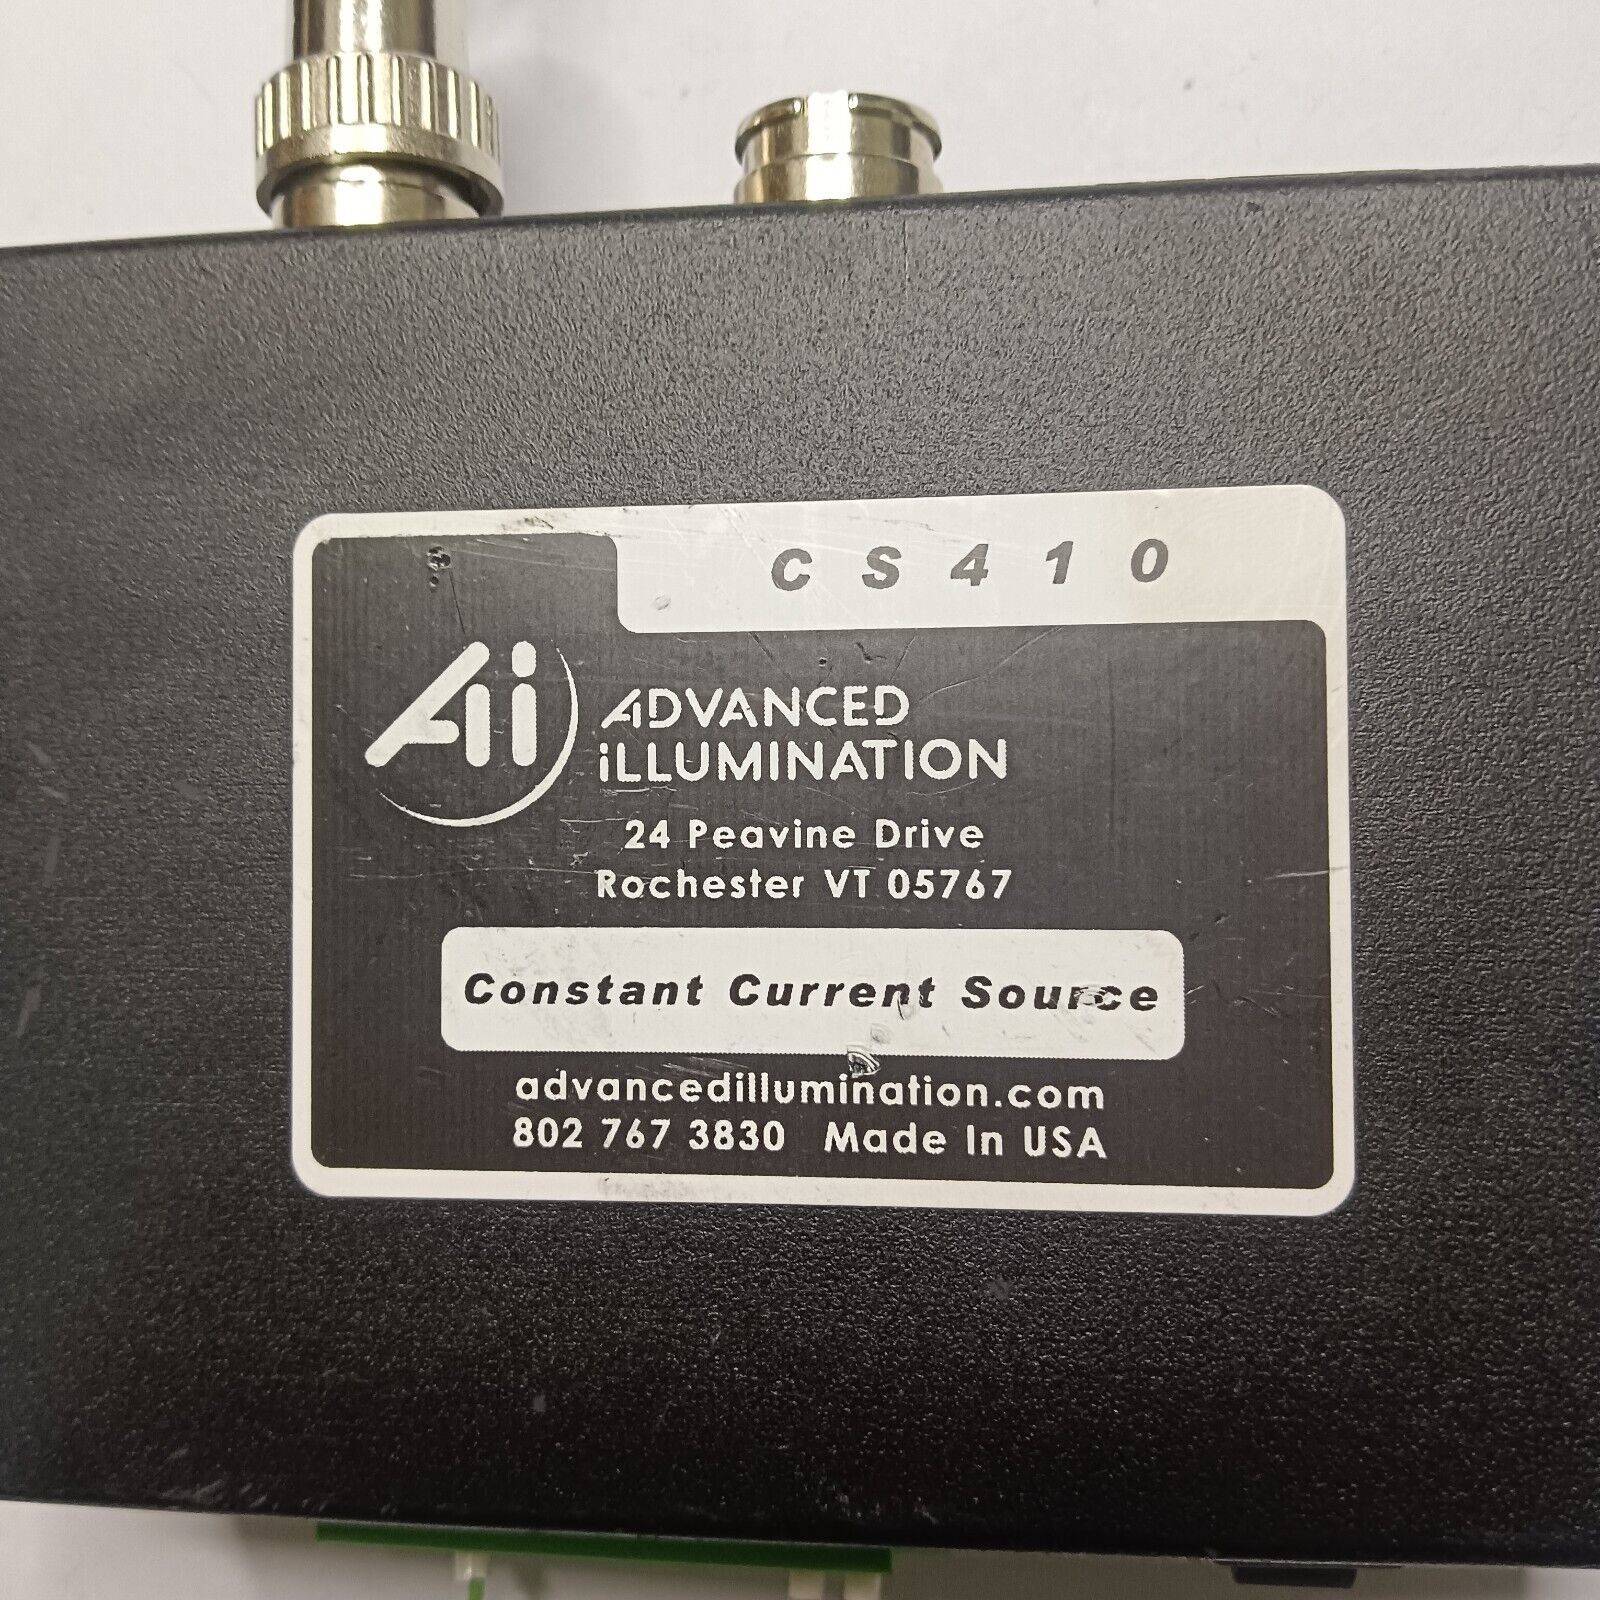 CS410
Ai
ADVANCED
iLLUMINATION
24 Peavine Drive
Rochester VT 05767
Constant Current Source
advancedillumination.com
802 767 3830 Made In USA